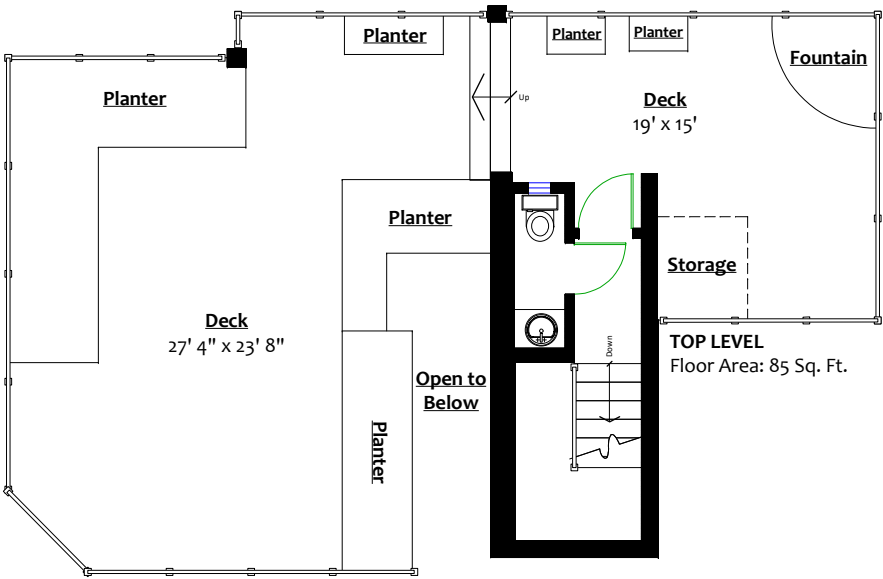 Planter
Planter
Planter
Planter
Fountain
Up
Deck
19' x 15'
Planter
Storage
Deck
27' 4" x 23' 8"
Down
TOP LEVEL
Floor Area: 85 Sq. Ft.
Open to
Below
Planter